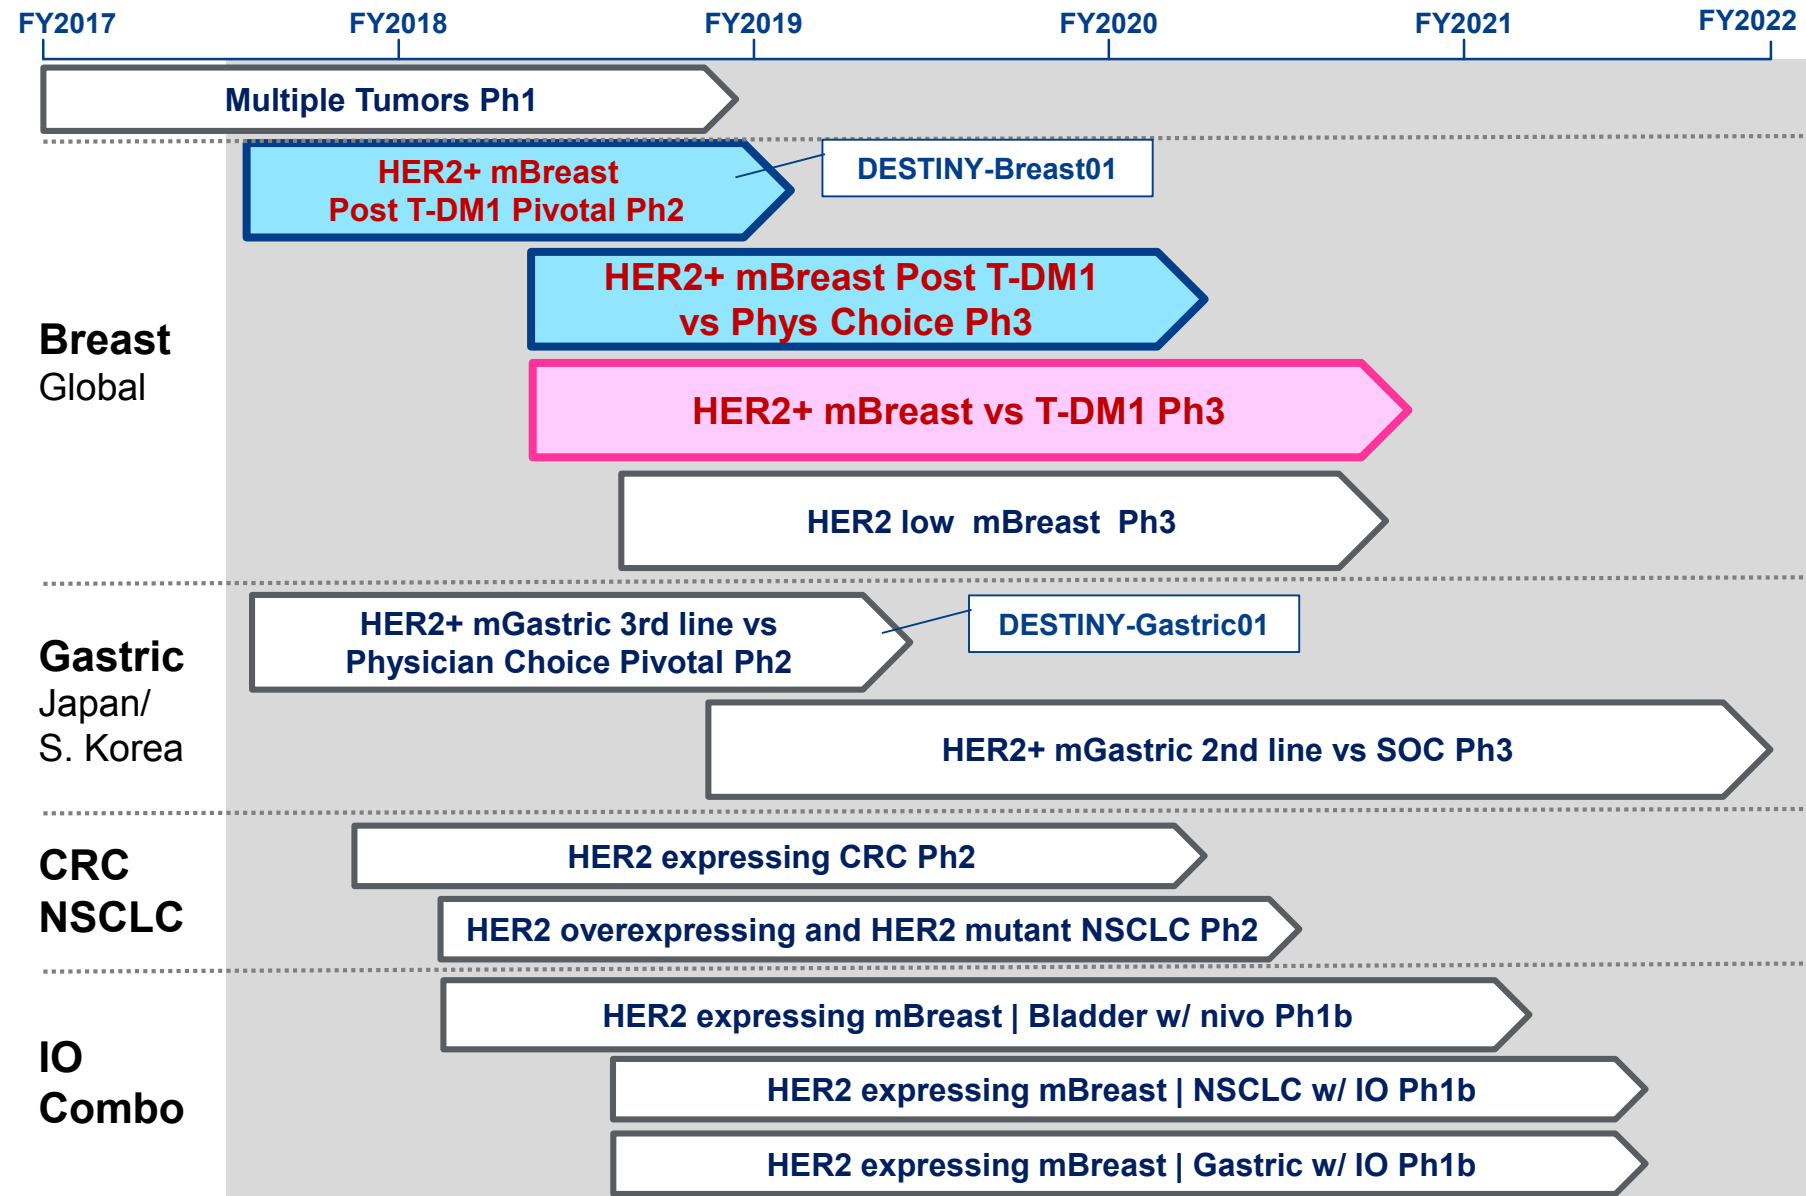 FY2017 FY2018 FY2019 FY2020 FY2021 FY2022
Multiple Tumors Ph1
Breast
Global
HER2+ mBreast
Post T-DM1 Pivotal Ph2
DESTINY-Breast01
HER2+ mBreast Post T-DM1
vs Phys Choice Ph3
HER2+ mBreast vs T-DM1 Ph3
HER2 low mBreast Ph3
Gastric
Japan/
S. Korea
HER2+ mGastric 3rd line vs
Physician Choice Pivotal Ph2
DESTINY-Gastric01
HER2+ mGastric 2nd line vs SOC Ph3
CRC
NSCLC
HER2 expressing CRC Ph2
HER2 overexpressing and HER2 mutant NSCLC Ph2
IO
Combo
HER2 expressing mBreast | Bladder w/ nivo Ph1b
HER2 expressing mBreast | NSCLC w/ IO Ph1b
HER2 expressing mBreast | Gastric w/ IO Ph1b